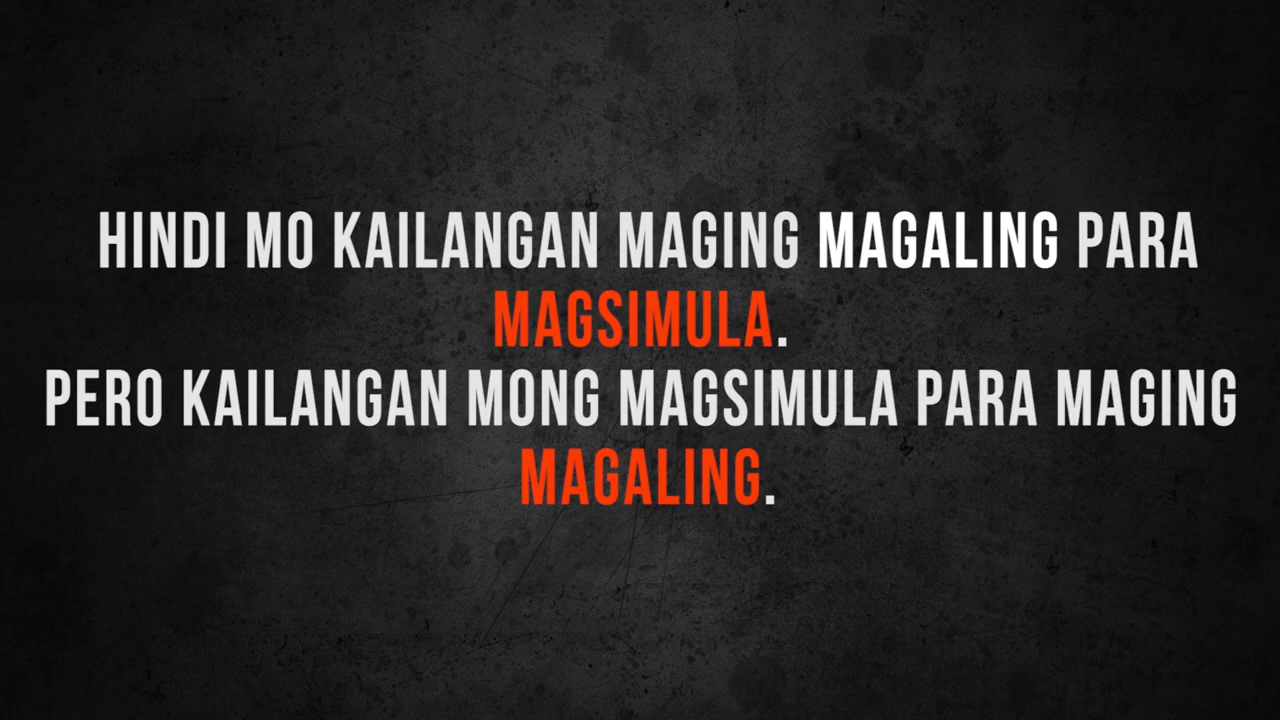 HINDI MO KAILANGAN MAGING MAGALING PARA
MAGSIMULA.
PERO KAILANGAN MONG MAGSIMULA PARA MAGING
MAGALING.